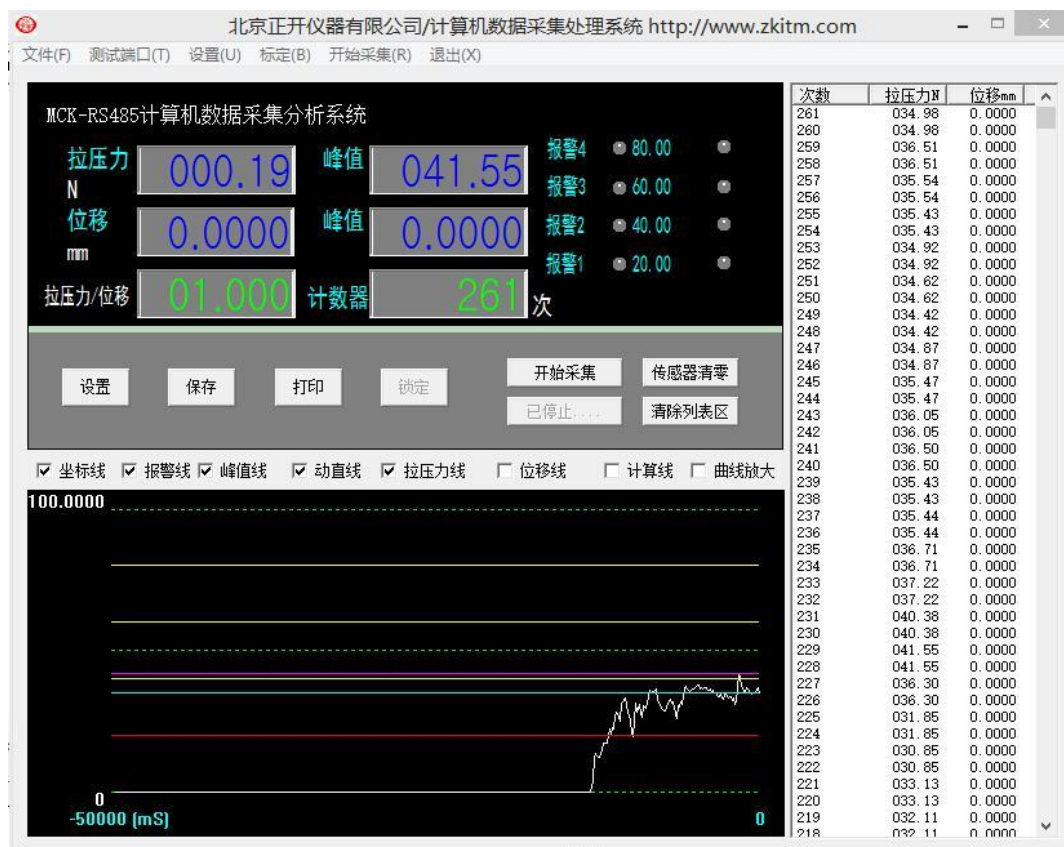 北京正开仪器有限公司/计算机数据采集处理系统 http://www.zkitm.com
文件(F) 测试端口(T) 设置(U) 标定(B) 开始采集(R) 退出(X)
MCK-RS485计算机数据采集分析系统
拉压力 N 000.19 峰值 041.55
位移 mm 0.0000 峰值 0.0000
拉压力/位移 01.000 计数器 261 次
报警4 80.00
报警3 60.00
报警2 40.00
报警1 20.00
设置 保存 打印 锁定 开始采集 传感器清零
已停止.... 清除列表区
坐标线 报警线 峰值线 动直线 拉压力线 位移线 计算线 曲线放大
100.0000
0
-50000 (mS) 0
次数 拉压力N 位移mm
261 034.98 0.0000
260 034.98 0.0000
259 036.51 0.0000
258 036.51 0.0000
257 035.54 0.0000
256 035.54 0.0000
255 035.43 0.0000
254 035.43 0.0000
253 034.92 0.0000
252 034.92 0.0000
251 034.62 0.0000
250 034.62 0.0000
249 034.42 0.0000
248 034.42 0.0000
247 034.87 0.0000
246 034.87 0.0000
245 035.47 0.0000
244 035.47 0.0000
243 036.05 0.0000
242 036.05 0.0000
241 036.50 0.0000
240 036.50 0.0000
239 035.43 0.0000
238 035.43 0.0000
237 035.44 0.0000
236 035.44 0.0000
235 036.71 0.0000
234 036.71 0.0000
233 037.22 0.0000
232 037.22 0.0000
231 040.38 0.0000
230 040.38 0.0000
229 041.55 0.0000
228 041.55 0.0000
227 036.30 0.0000
226 036.30 0.0000
225 031.85 0.0000
224 031.85 0.0000
223 030.85 0.0000
222 030.85 0.0000
221 033.13 0.0000
220 033.13 0.0000
219 032.11 0.0000
218 032.11 0.0000